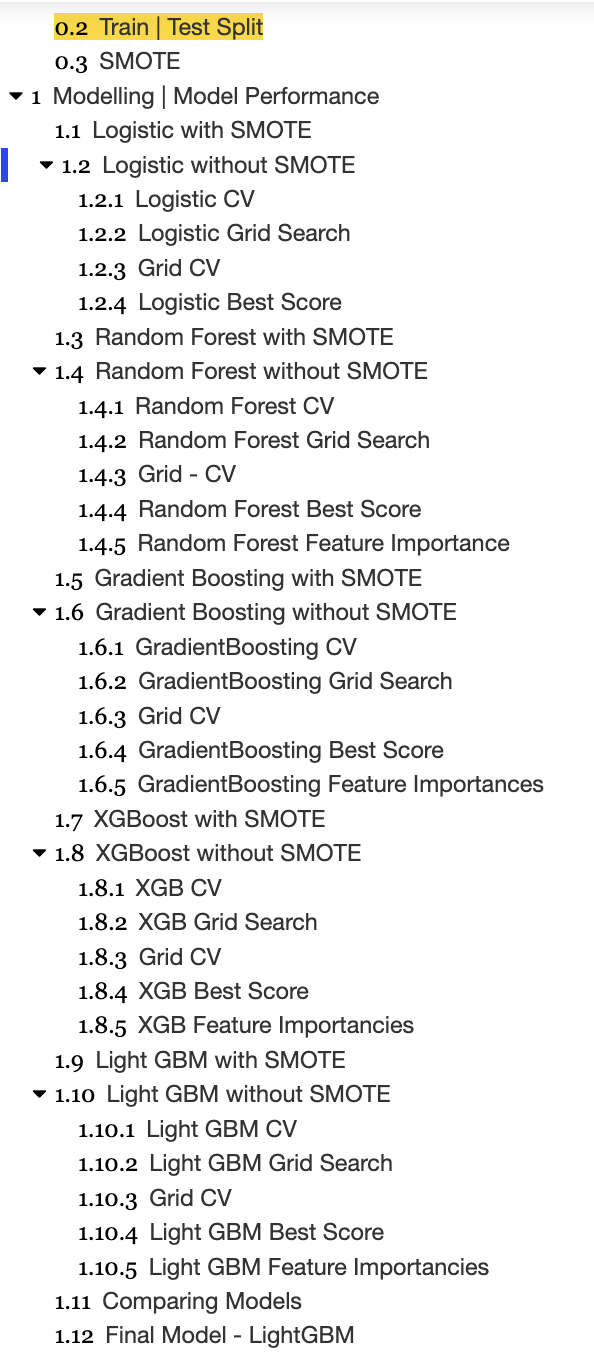 0.2 Train | Test Split
0.3 SMOTE
1 Modelling | Model Performance
1.1 Logistic with SMOTE
1.2 Logistic without SMOTE
1.2.1 Logistic CV
1.2.2 Logistic Grid Search
1.2.3 Grid CV
1.2.4 Logistic Best Score
1.3 Random Forest with SMOTE
1.4 Random Forest without SMOTE
1.4.1 Random Forest CV
1.4.2 Random Forest Grid Search
1.4.3 Grid - CV
1.4.4 Random Forest Best Score
1.4.5 Random Forest Feature Importance
1.5 Gradient Boosting with SMOTE
1.6 Gradient Boosting without SMOTE
1.6.1 GradientBoosting CV
1.6.2 GradientBoosting Grid Search
1.6.3 Grid CV
1.6.4 GradientBoosting Best Score
1.6.5 GradientBoosting Feature Importances
1.7 XGBoost with SMOTE
1.8 XGBoost without SMOTE
1.8.1 XGB CV
1.8.2 XGB Grid Search
1.8.3 Grid CV
1.8.4 XGB Best Score
1.8.5 XGB Feature Importancies
1.9 Light GBM with SMOTE
1.10 Light GBM without SMOTE
1.10.1 Light GBM CV
1.10.2 Light GBM Grid Search
1.10.3 Grid CV
1.10.4 Light GBM Best Score
1.10.5 Light GBM Feature Importancies
1.11 Comparing Models
1.12 Final Model - LightGBM